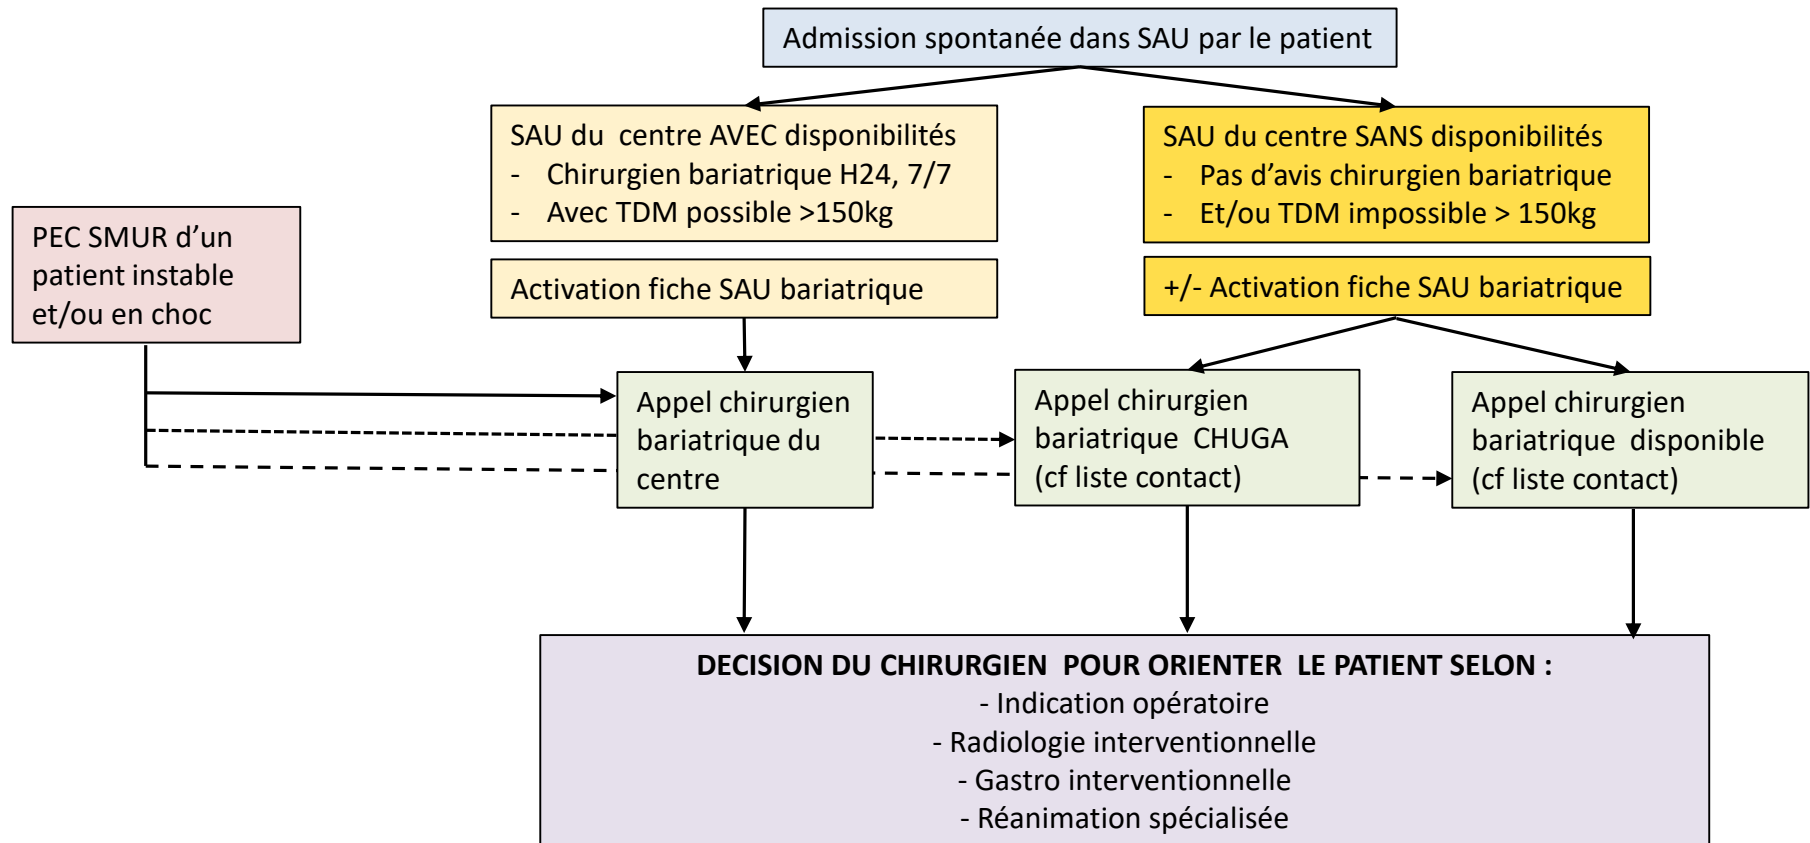 Admission spontanée dans SAU par le patient
SAU du  centre AVEC disponibilités
-   Chirurgien bariatrique H24, 7/7
-   Avec TDM possible >150kg
SAU du centre SANS disponibilités
-   Pas d’avis chirurgien bariatrique
-   Et/ou TDM impossible > 150kg
PEC SMUR d’un
patient instable
et/ou en choc
Activation fiche SAU bariatrique
+/- Activation fiche SAU bariatrique
Appel chirurgien
bariatrique du
centre
Appel chirurgien
bariatrique  CHUGA
(cf liste contact)
Appel chirurgien
bariatrique  disponible
(cf liste contact)
DECISION DU CHIRURGIEN  POUR ORIENTER  LE PATIENT SELON :
- Indication opératoire
- Radiologie interventionnelle
- Gastro interventionnelle
- Réanimation spécialisée